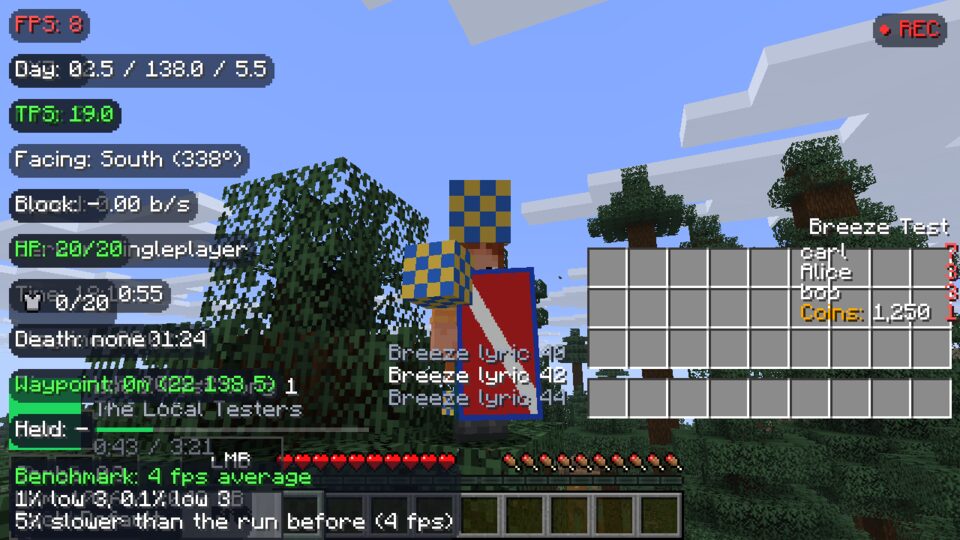 FPS: 8
REC
Day: 02.5 / 138.0 / 5.5
TPS: 19.0
Facing: South (338°)
Block: -0.00 b/s
Breeze Test
HP: 20/20 ingleplayer
carl 7
Alice 3
bob 3
Coins: 1,250 1
0/20 10:55
Death: none 01:24
Breeze lyric 40
Breeze lyric 42
Breeze lyric 44
Waypoint: 0m (22 138 5) 1
The Local Testers
Held: -
0:43 / 3:21
LMB
Benchmark: 4 fps average
1% low 3, 0.1% low 3
5% slower than the run before (4 fps)